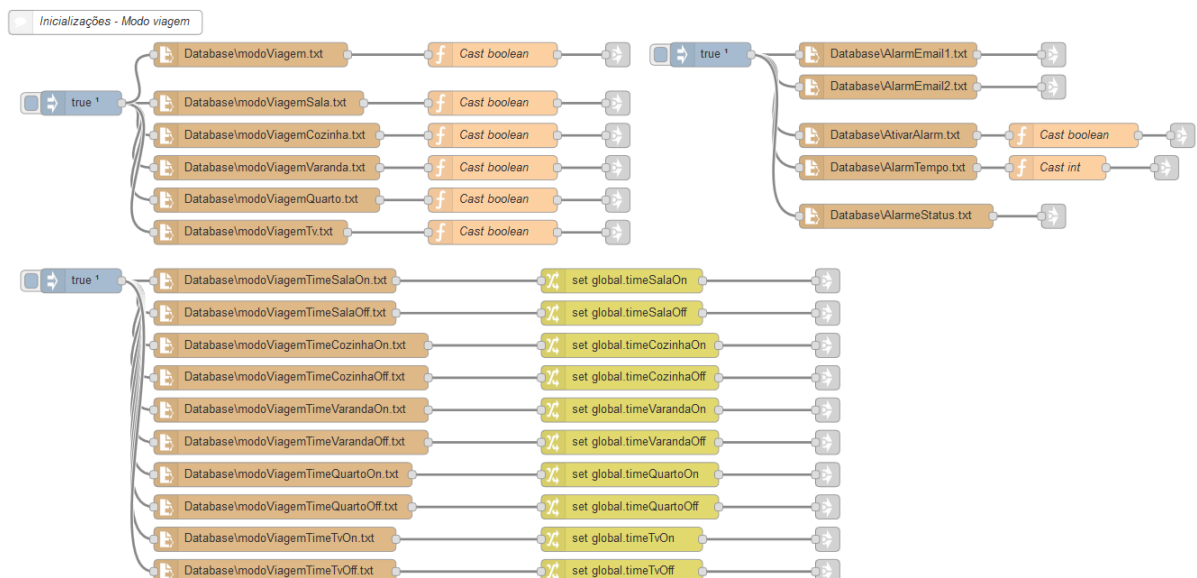 Inicializações - Modo viagem
true ¹
Database\modoViagem.txt
Cast boolean
Database\modoViagemSala.txt
Cast boolean
Database\modoViagemCozinha.txt
Cast boolean
Database\modoViagemVaranda.txt
Cast boolean
Database\modoViagemQuarto.txt
Cast boolean
Database\modoViagemTv.txt
Cast boolean
true ¹
Database\AlarmEmail1.txt
Database\AlarmEmail2.txt
Database\AtivarAlarm.txt
Cast boolean
Database\AlarmTempo.txt
Cast int
Database\AlarmeStatus.txt
true ¹
Database\modoViagemTimeSalaOn.txt
set global.timeSalaOn
Database\modoViagemTimeSalaOff.txt
set global.timeSalaOff
Database\modoViagemTimeCozinhaOn.txt
set global.timeCozinhaOn
Database\modoViagemTimeCozinhaOff.txt
set global.timeCozinhaOff
Database\modoViagemTimeVarandaOn.txt
set global.timeVarandaOn
Database\modoViagemTimeVarandaOff.txt
set global.timeVarandaOff
Database\modoViagemTimeQuartoOn.txt
set global.timeQuartoOn
Database\modoViagemTimeQuartoOff.txt
set global.timeQuartoOff
Database\modoViagemTimeTvOn.txt
set global.timeTvOn
Database\modoViagemTimeTvOff.txt
set global.timeTvOff